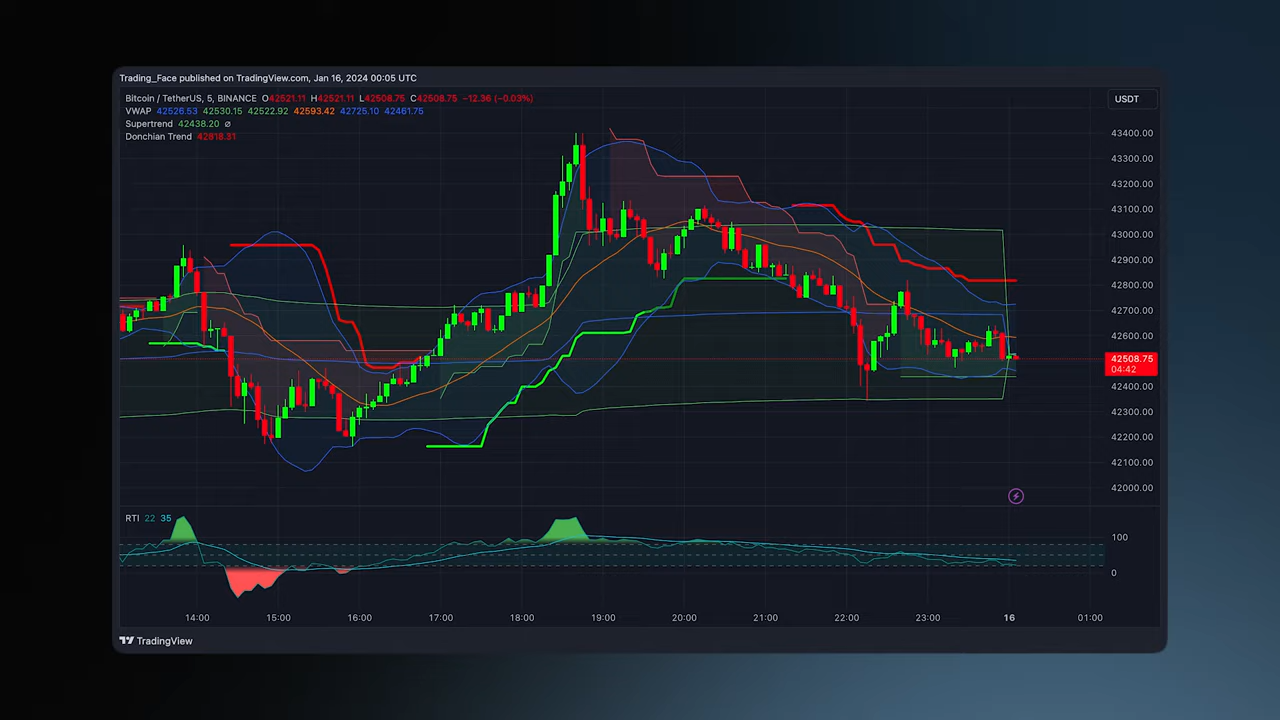 Trading_Face published on TradingView.com, Jan 16, 2024 00:05 UTC
Bitcoin / TetherUS, 5, BINANCE O42521.11 H42521.11 L42508.75 C42508.75 −12.36 (−0.03%)
USDT
VWAP 42526.53 42530.15 42522.92 42593.42 42725.10 42461.75
Supertrend 42438.20 ∅
Donchian Trend 42818.31
43400.00
43300.00
43200.00
43100.00
43000.00
42900.00
42800.00
42700.00
42600.00
42508.75
04:42
42400.00
42300.00
42200.00
42100.00
42000.00
RTI 22 35
100
0
14:00 15:00 16:00 17:00 18:00 19:00 20:00 21:00 22:00 23:00 16 01:00
TradingView